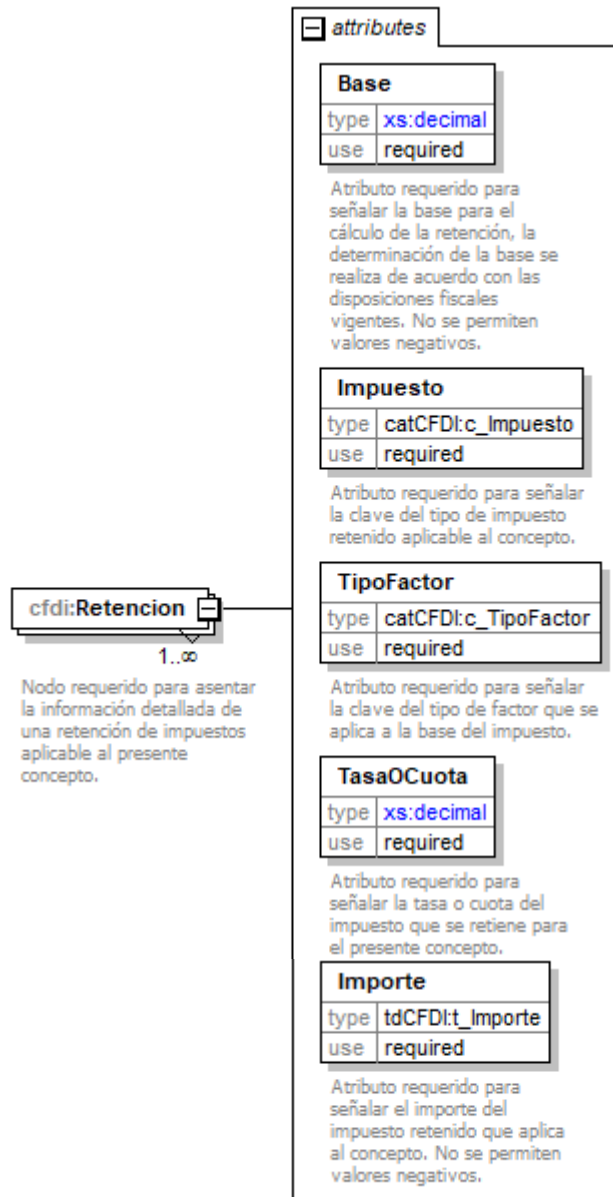 attributes
Base
type xs:decimal
use required
Atributo requerido para
señalar la base para el
cálculo de la retención, la
determinación de la base se
realiza de acuerdo con las
disposiciones fiscales
vigentes. No se permiten
valores negativos.
Impuesto
type catCFDI:c_Impuesto
use required
Atributo requerido para señalar
la clave del tipo de impuesto
retenido aplicable al concepto.
cfdi:Retencion
1..∞
Nodo requerido para asentar
la información detallada de
una retención de impuestos
aplicable al presente
concepto.
TipoFactor
type catCFDI:c_TipoFactor
use required
Atributo requerido para señalar
la clave del tipo de factor que se
aplica a la base del impuesto.
TasaOCuota
type xs:decimal
use required
Atributo requerido para
señalar la tasa o cuota del
impuesto que se retiene para
el presente concepto.
Importe
type tdCFDI:t_Importe
use required
Atributo requerido para
señalar el importe del
impuesto retenido que aplica
al concepto. No se permiten
valores negativos.